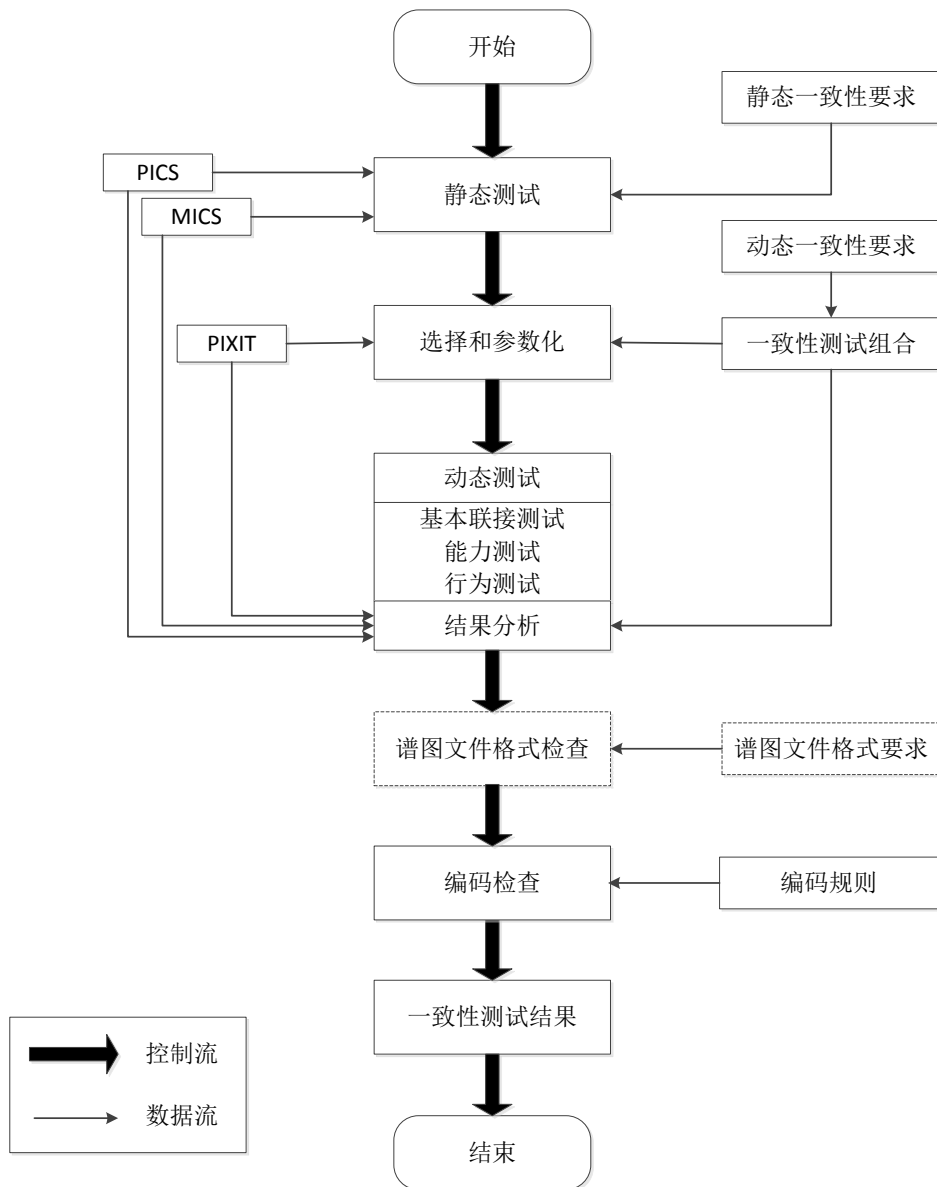 开始
静态一致性要求
PICS
静态测试
MICS
动态一致性要求
PIXIT
选择和参数化
一致性测试组合
动态测试
基本联接测试
能力测试
行为测试
结果分析
谱图文件格式检查
谱图文件格式要求
编码检查
编码规则
一致性测试结果
控制流
数据流
结束